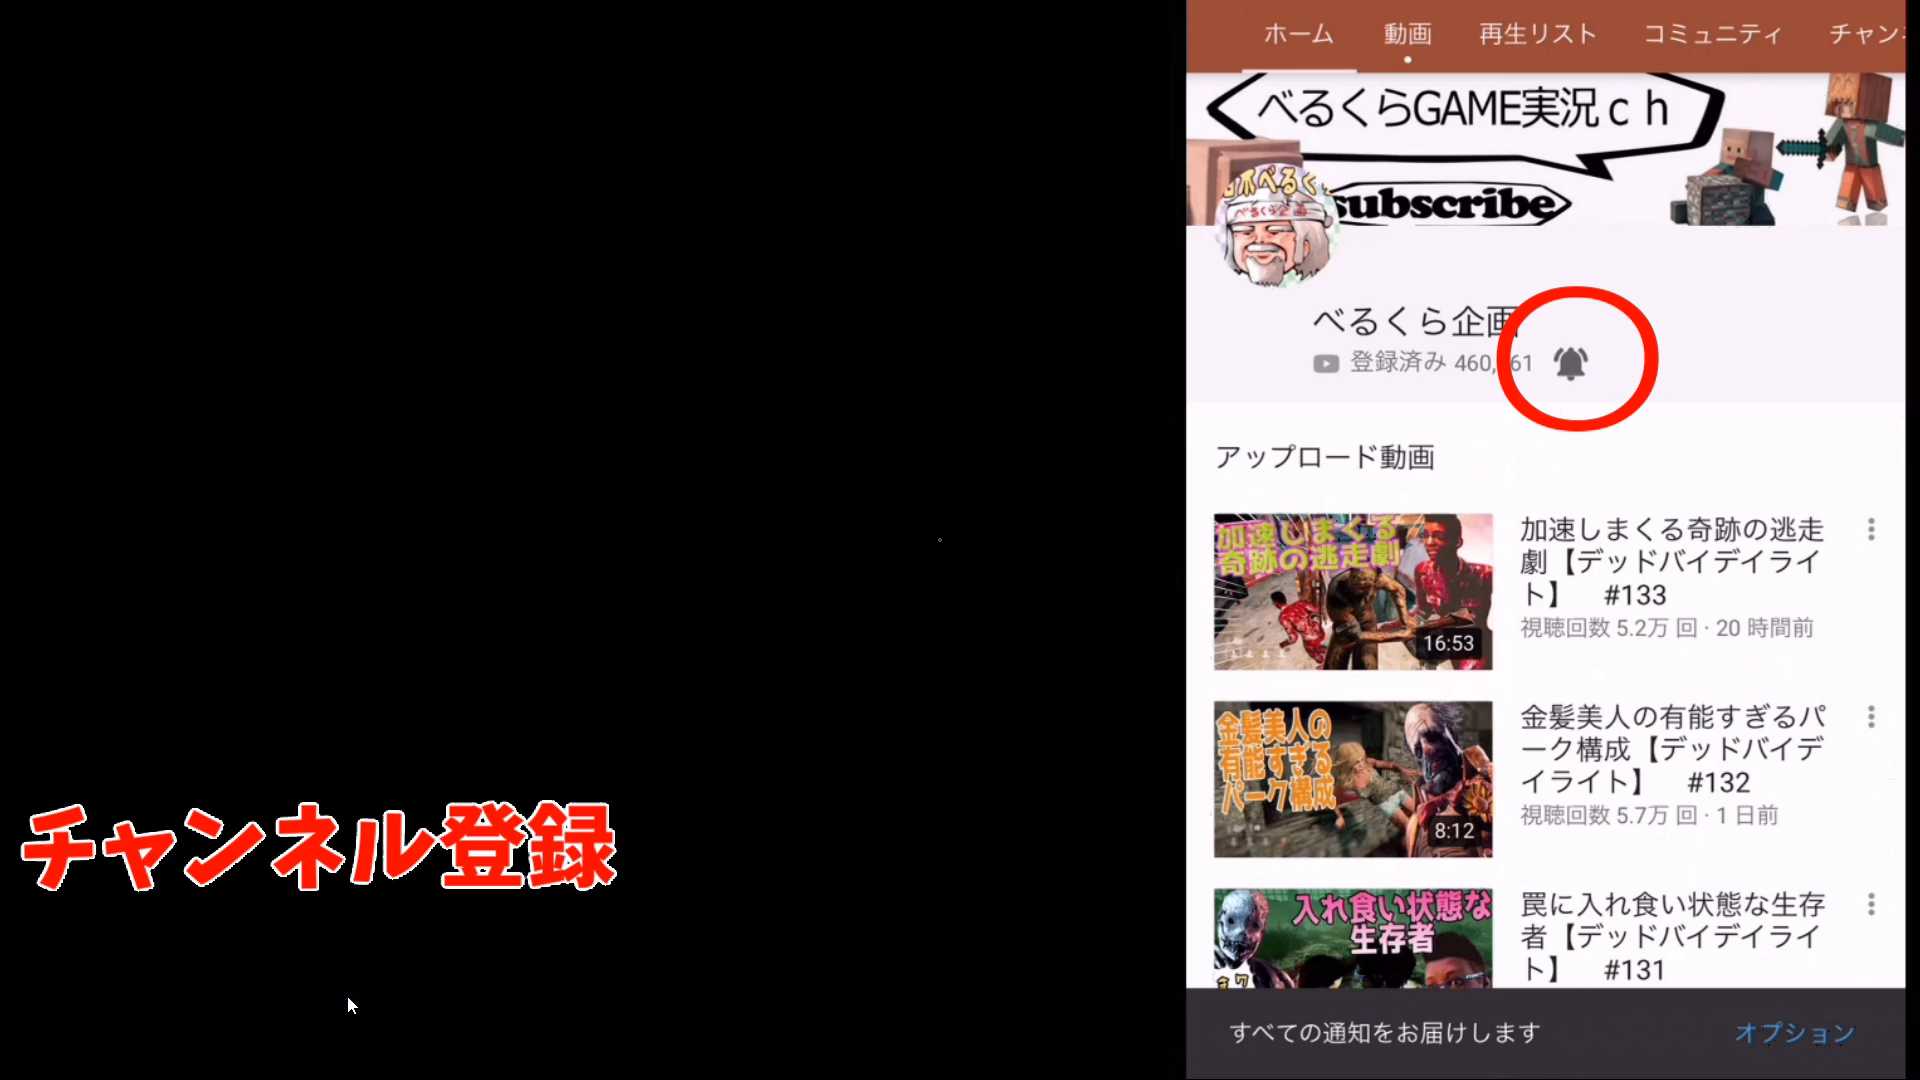 ホーム 動画 再生リスト コミュニティ チャン
べるくらGAME実況ch
subscribe
べるくら企画
べるくら企画
登録済み 460, 61
アップロード動画
加速しまくる
奇跡の逃走劇
16:53
加速しまくる奇跡の逃走
劇【デッドバイデイライ
ト】 #133
視聴回数 5.2万 回 · 20 時間前
金髪美人の
有能すぎる
パーク構成
8:12
金髪美人の有能すぎるパ
ーク構成【デッドバイデ
イライト】 #132
視聴回数 5.7万 回 · 1 日前
入れ食い状態な
生存者
罠に入れ食い状態な生存
者【デッドバイデイライ
ト】 #131
チャンネル登録
すべての通知をお届けします オプション